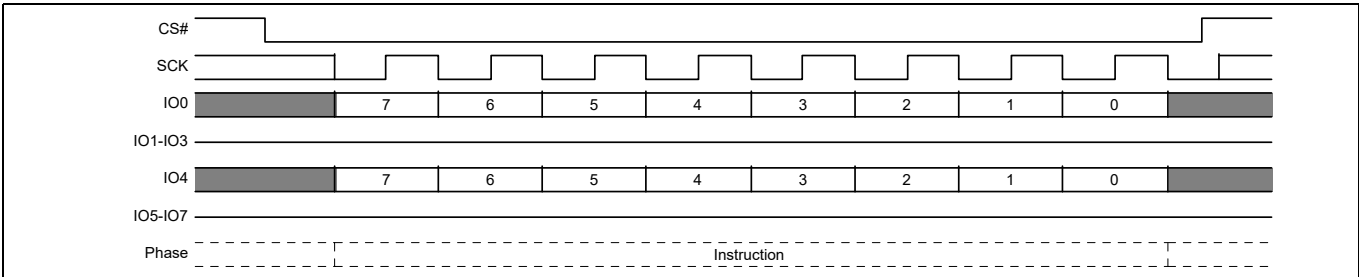 CS#
SCK
IO0 7 6 5 4 3 2 1 0
IO1-IO3
IO4 7 6 5 4 3 2 1 0
IO5-IO7
Phase Instruction